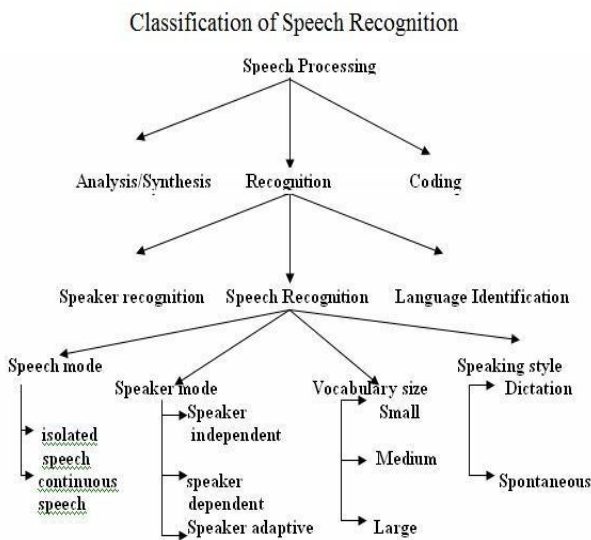 Classification of Speech Recognition
Speech Processing
Analysis/Synthesis Recognition Coding
Speaker recognition Speech Recognition Language Identification
Speech mode
isolated
speech
continuous
speech
Speaker mode
Speaker
independent
speaker
dependent
Speaker adaptive
Vocabulary size
Small
Medium
Large
Speaking style
Dictation
Spontaneous